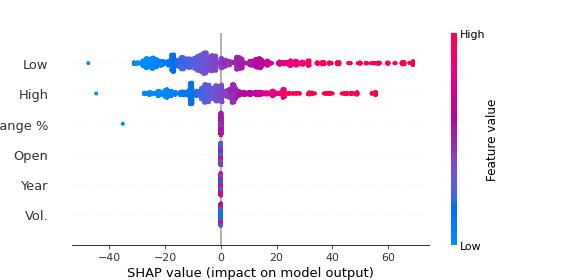 High
Low
High
ange %
Open
Year
Vol.
Feature value
Low
−40 −20 0 20 40 60
SHAP value (impact on model output)